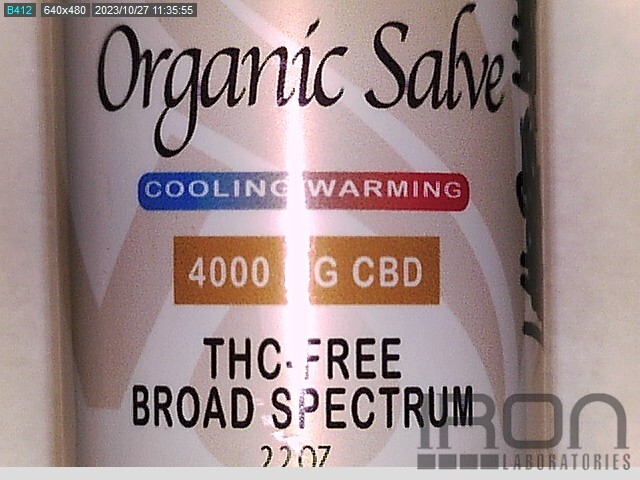 B412 640x480 2023/10/27 11:35:55
Organic Salve
COOLING WARMING
4000 MG CBD
THC-FREE
BROAD SPECTRUM
IRON
LABORATORIES